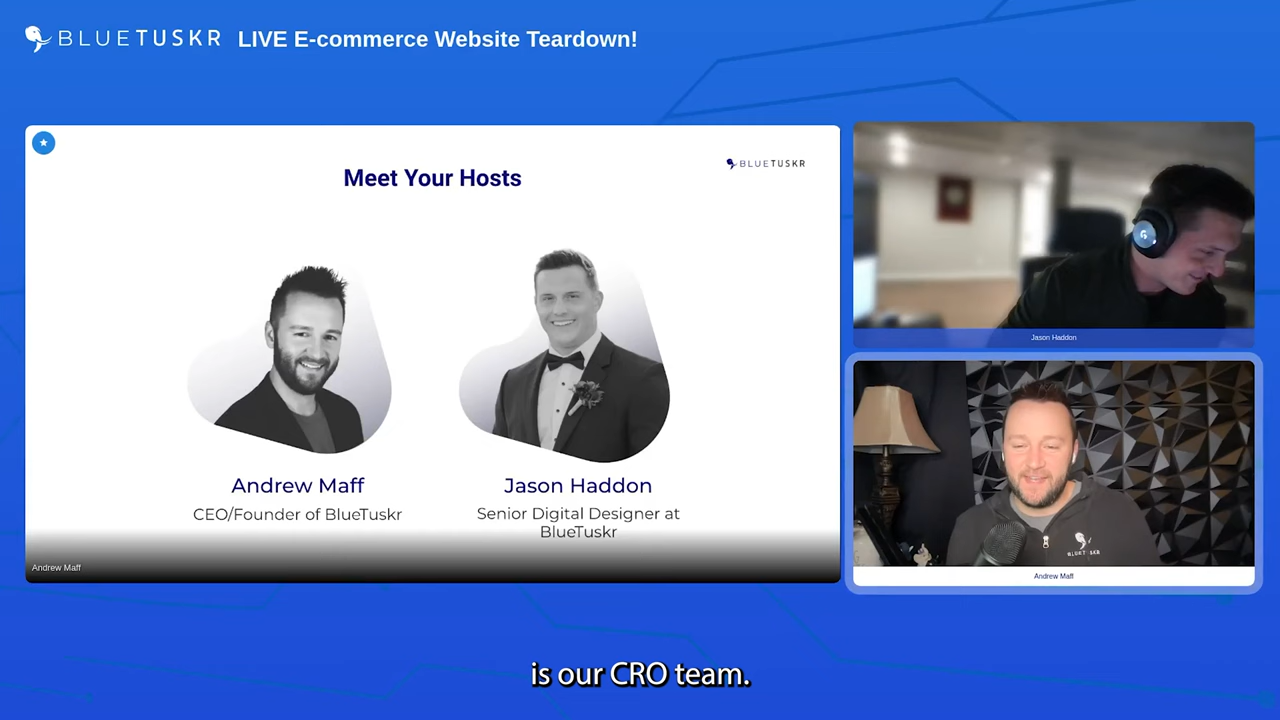 BLUETUSKR LIVE E-commerce Website Teardown!
BLUETUSKR
Meet Your Hosts
Andrew Maff
CEO/Founder of BlueTuskr
Jason Haddon
Senior Digital Designer at
BlueTuskr
Andrew Maff
Jason Haddon
BLUETUSKR
Andrew Maff
is our CRO team.